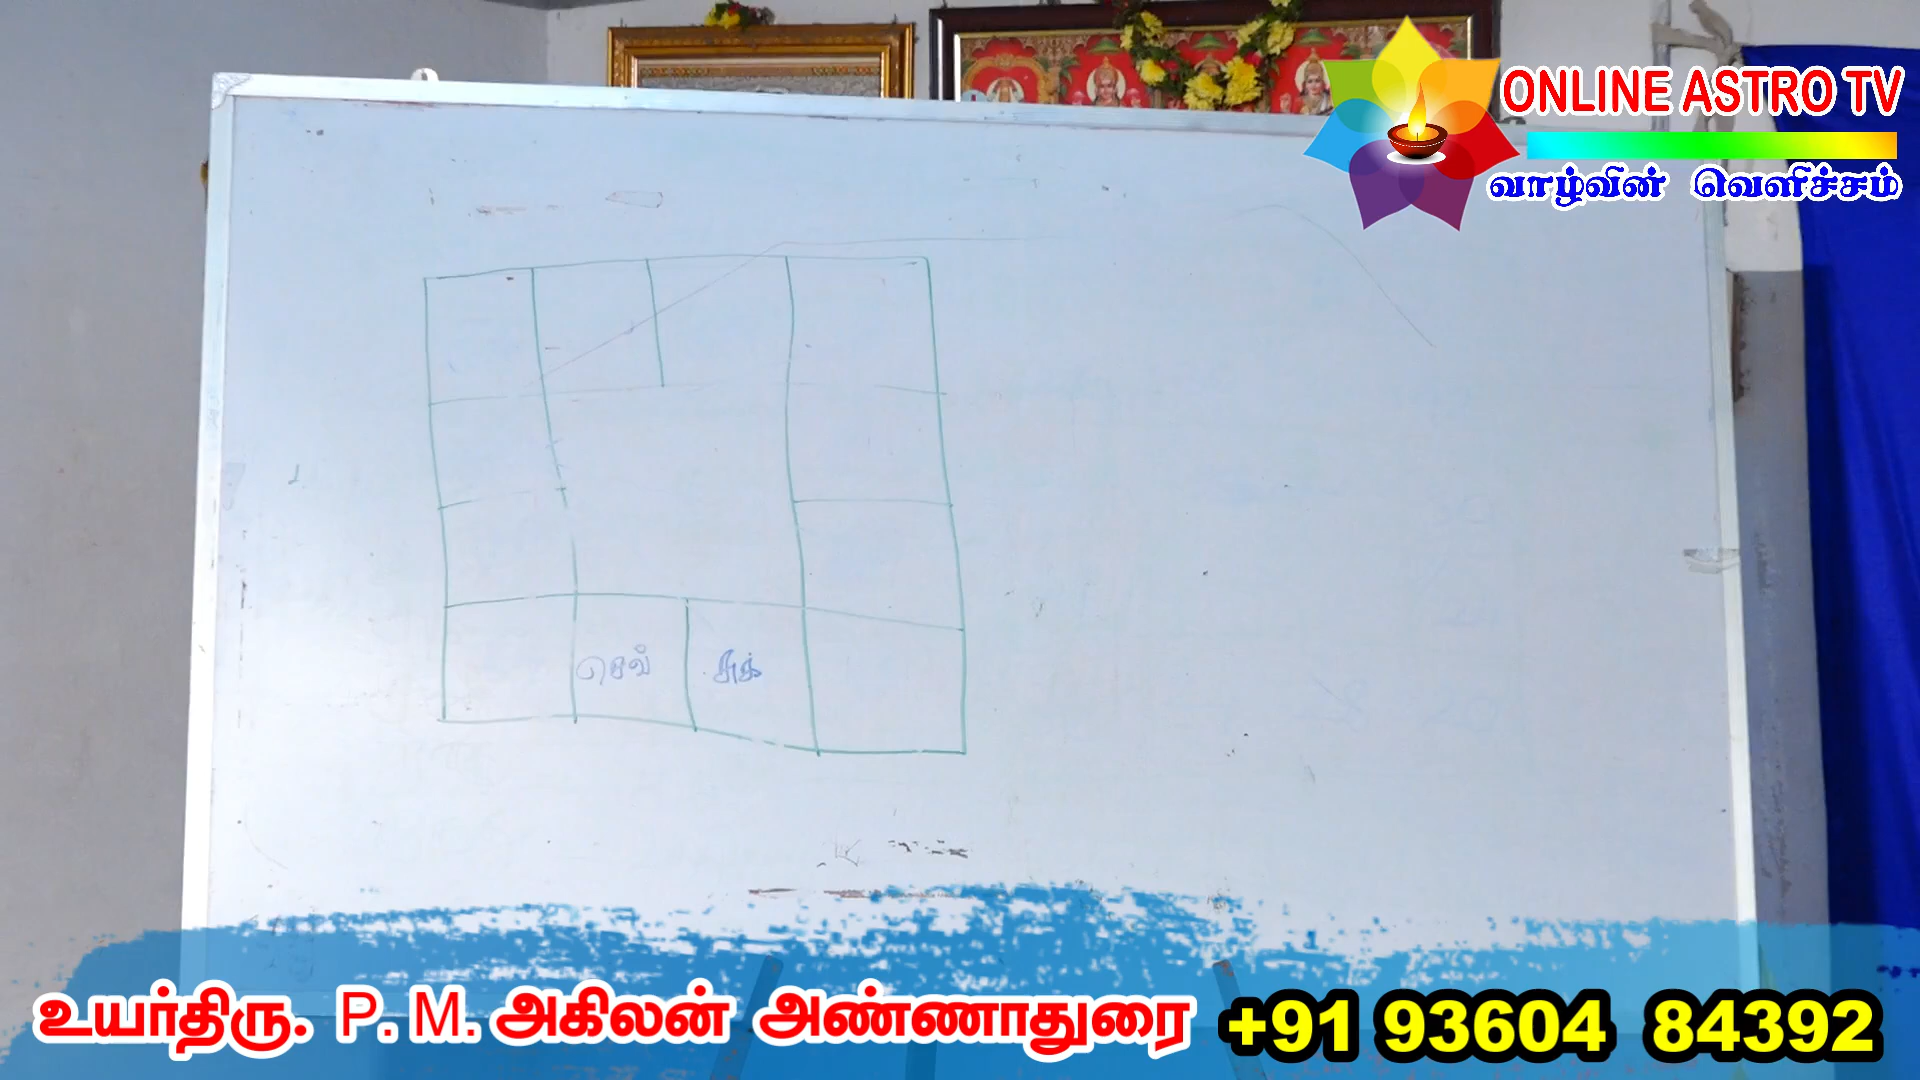 ONLINE ASTRO TV
வாழ்வின் வெளிச்சம்
செவ் சுக்
உயர்திரு. P. M. அகிலன் அண்ணாதுரை +91 93604 84392